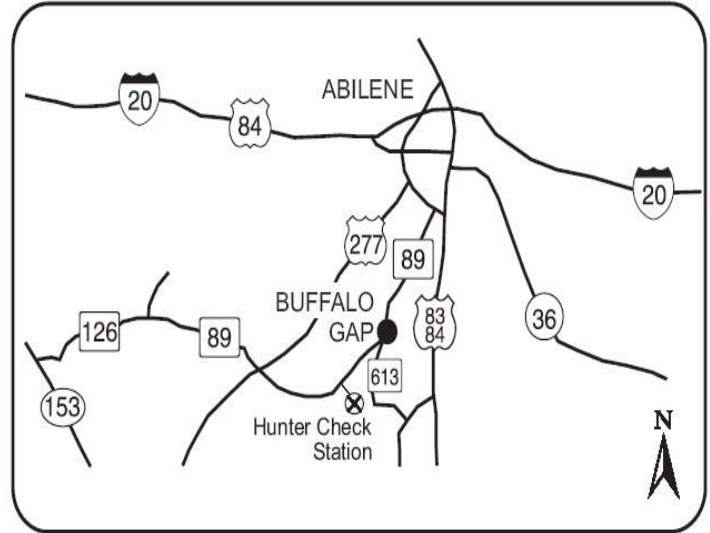 ABILENE
20
84
20
277
89
BUFFALO
GAP
83
84
36
126
89
613
153
Hunter Check
Station
N